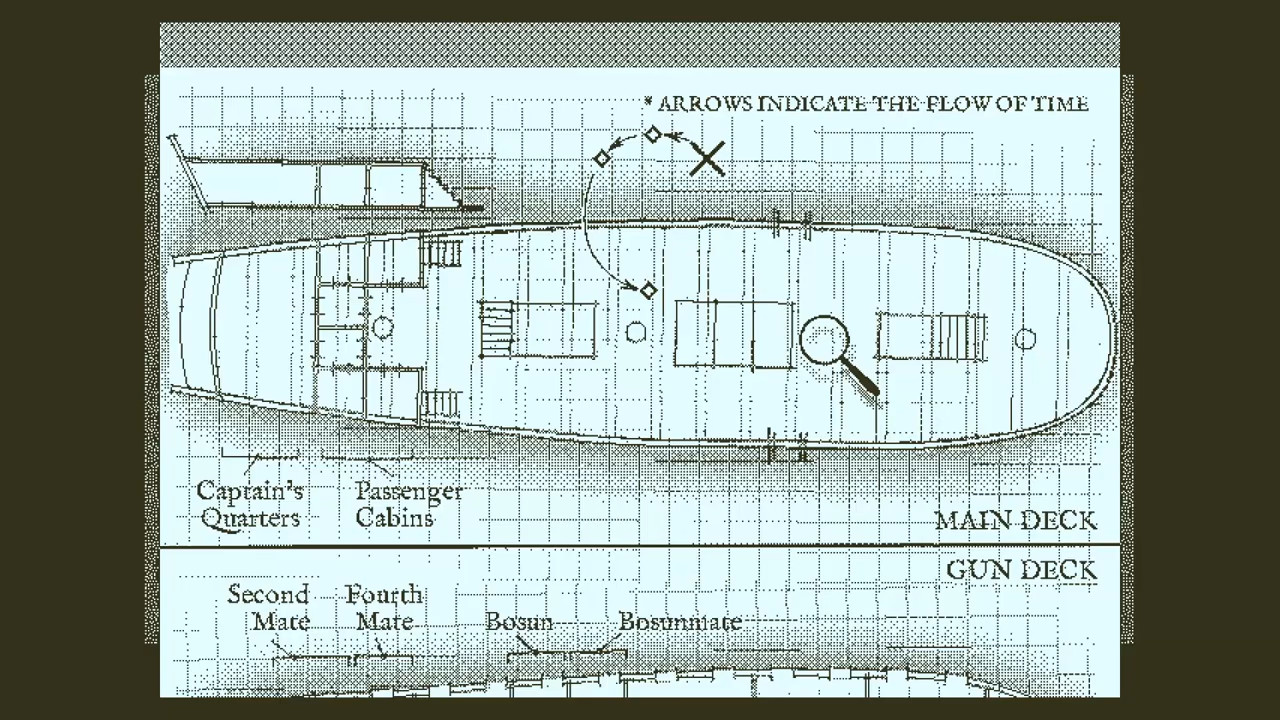 * ARROWS INDICATE THE FLOW OF TIME
Captain's
Quarters
Passenger
Cabins
MAIN DECK
GUN DECK
Second
Mate
Fourth
Mate
Bosun
Bosunmate